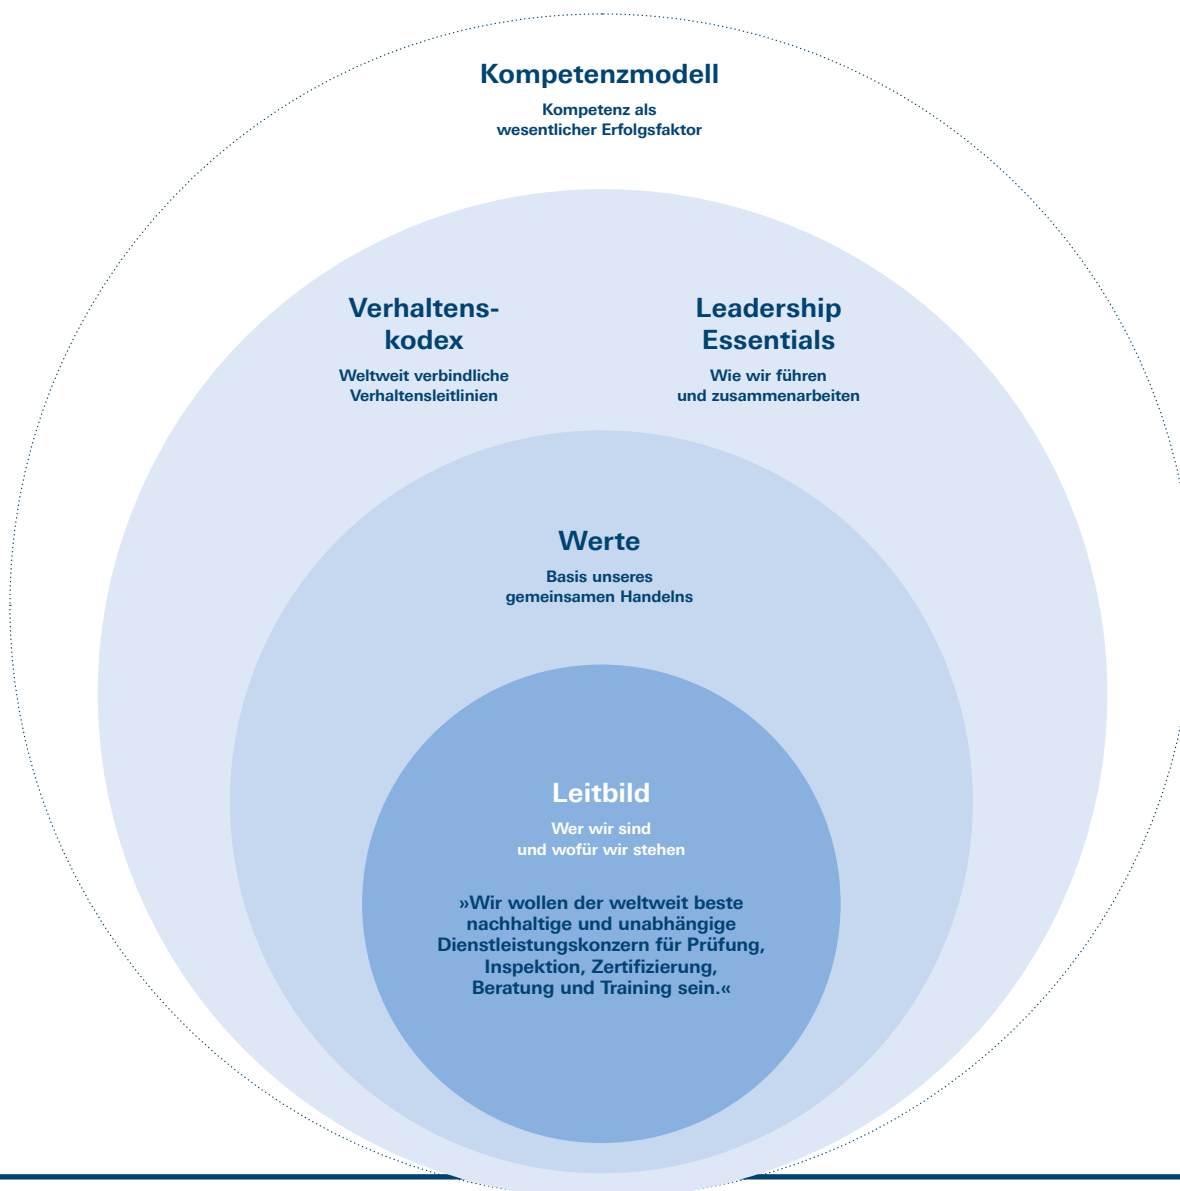 Kompetenzmodell
Kompetenz als
wesentlicher Erfolgsfaktor
Verhaltens-
kodex
Weltweit verbindliche
Verhaltensleitlinien
Leadership
Essentials
Wie wir führen
und zusammenarbeiten
Werte
Basis unseres
gemeinsamen Handelns
Leitbild
Wer wir sind
und wofür wir stehen
»Wir wollen der weltweit beste
nachhaltige und unabhängige
Dienstleistungskonzern für Prüfung,
Inspektion, Zertifizierung,
Beratung und Training sein.«